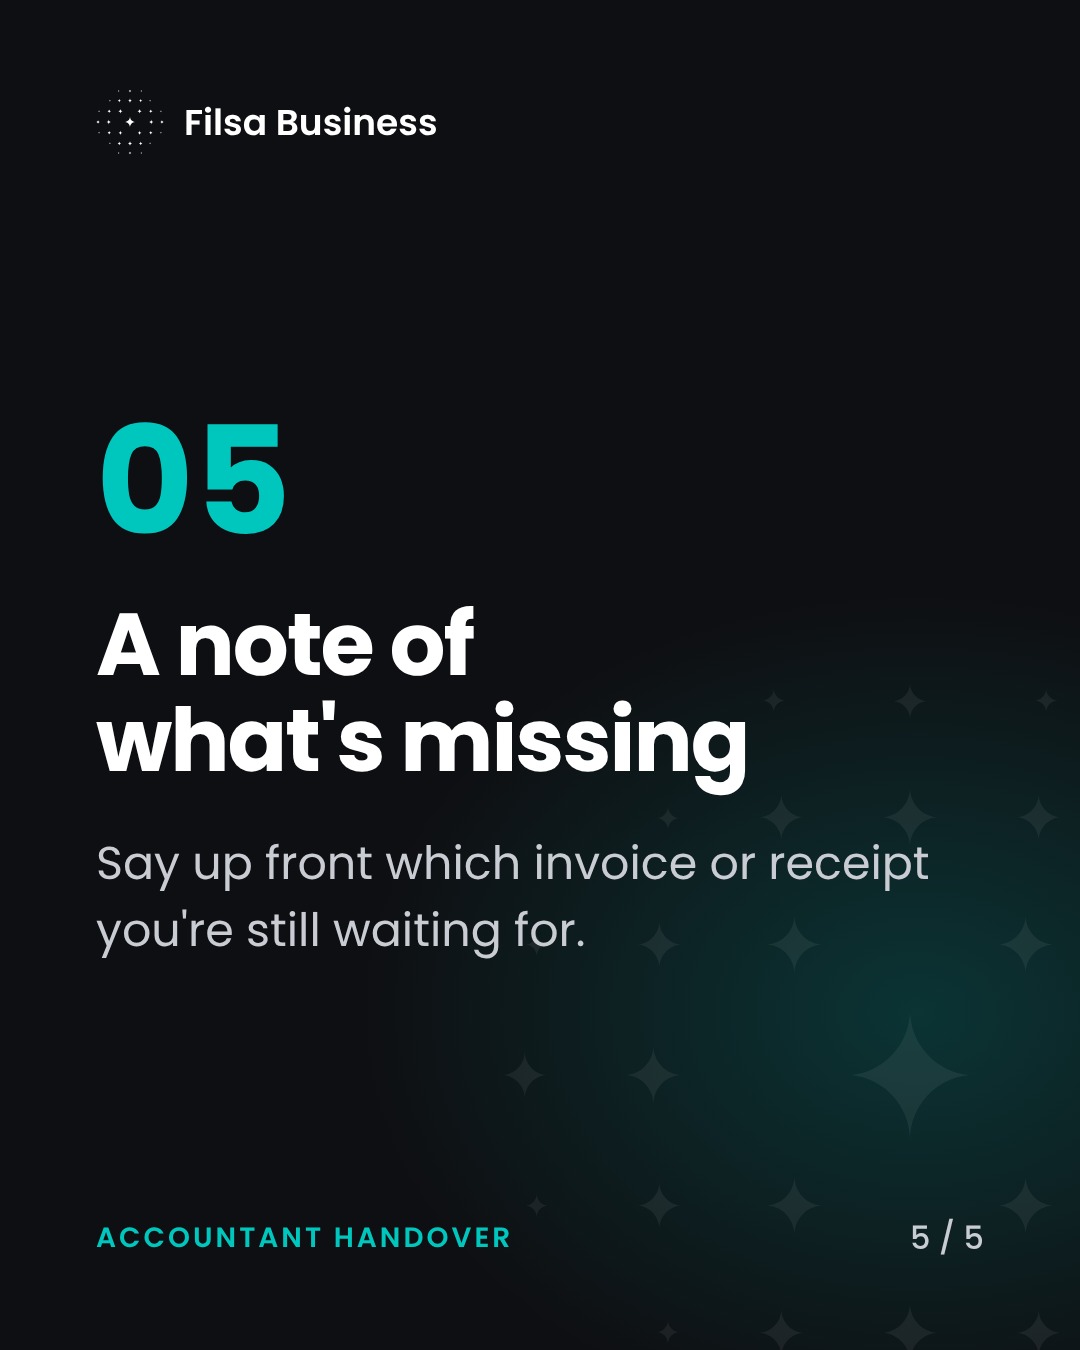 Filsa Business
05
A note of
what's missing
Say up front which invoice or receipt
you're still waiting for.
ACCOUNTANT HANDOVER
5 / 5